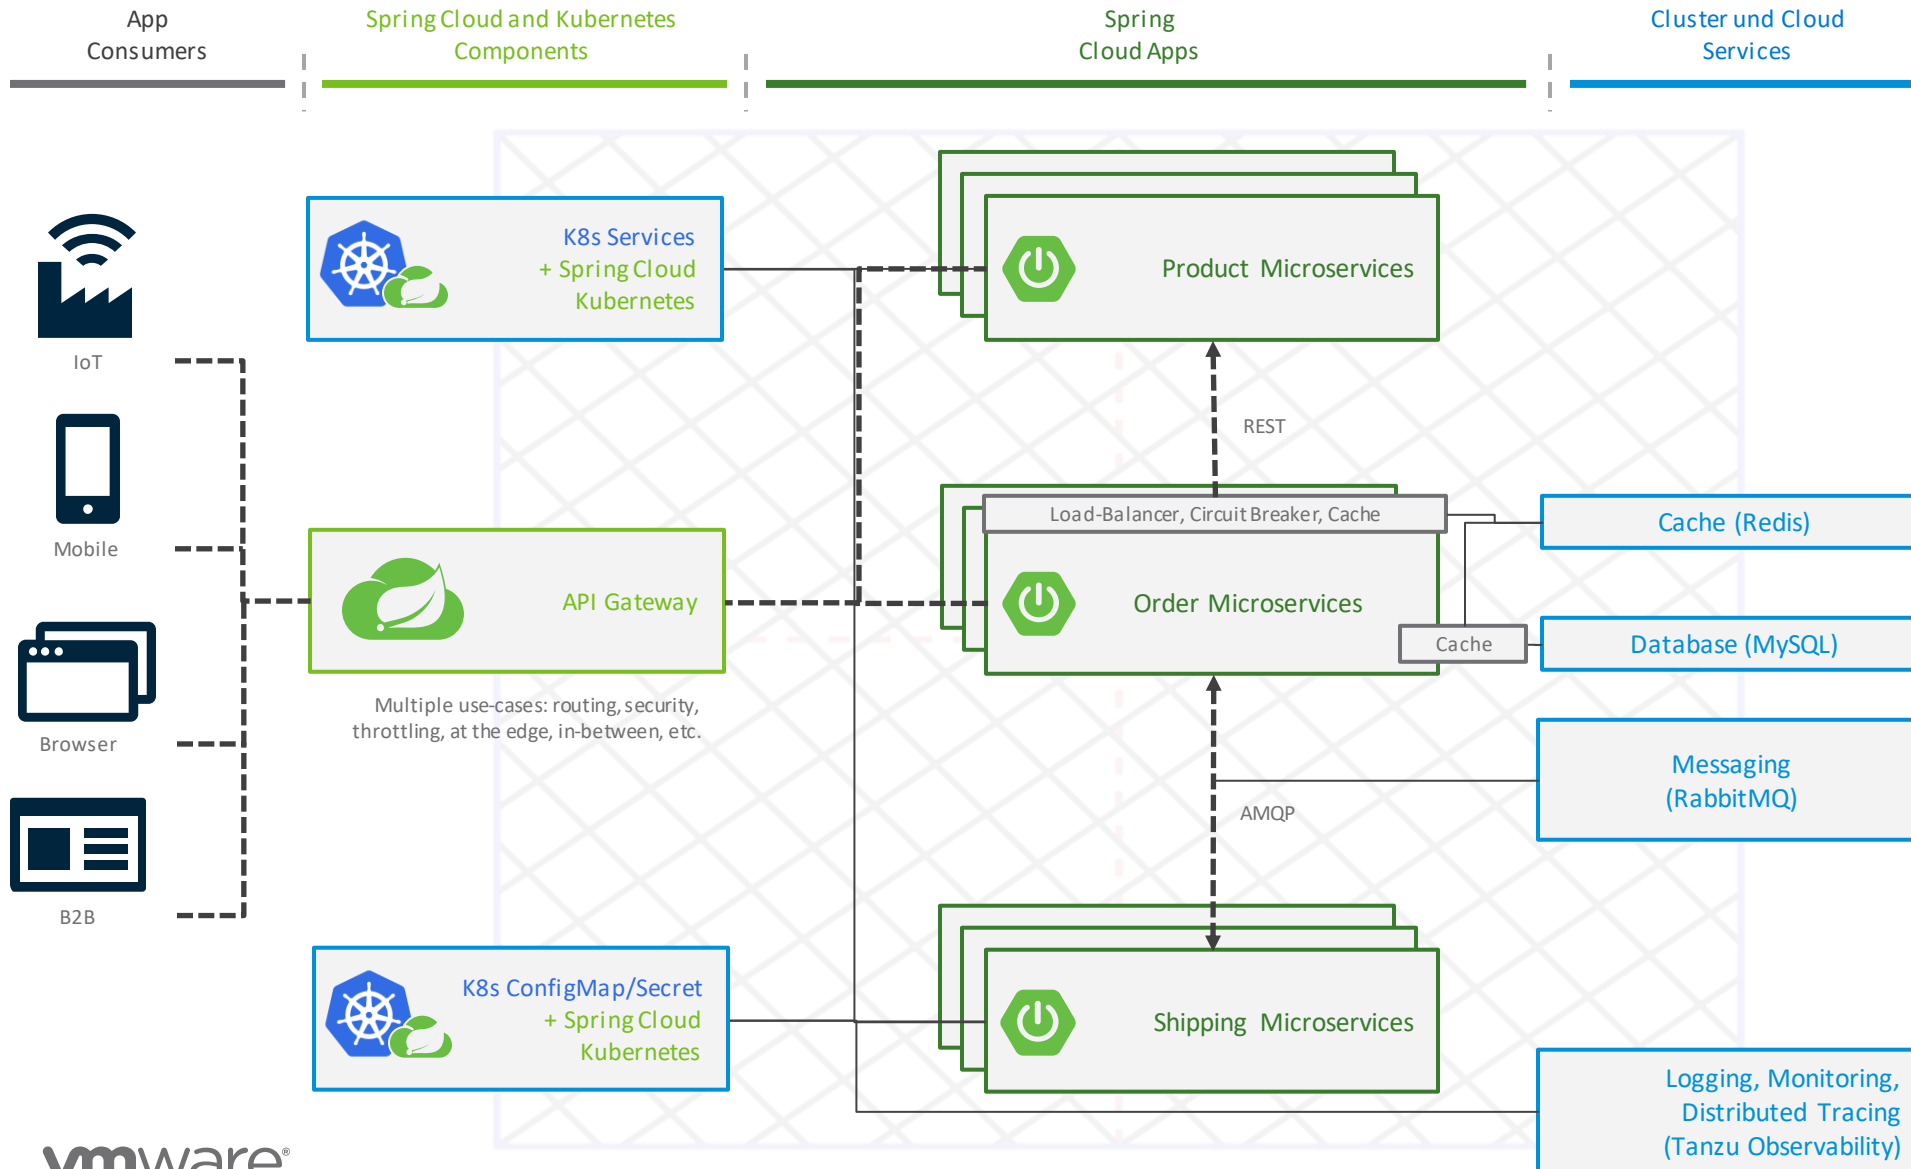 App
Consumers
Spring Cloud and Kubernetes
Components
Spring
Cloud Apps
Cluster und Cloud
Services
IoT
Mobile
Browser
B2B
K8s Services
+ Spring Cloud
Kubernetes
API Gateway
Multiple use-cases: routing, security,
throttling, at the edge, in-between, etc.
K8s ConfigMap/Secret
+ Spring Cloud
Kubernetes
Product Microservices
REST
Load-Balancer, Circuit Breaker, Cache
Order Microservices
Cache
AMQP
Shipping Microservices
Cache (Redis)
Database (MySQL)
Messaging
(RabbitMQ)
Logging, Monitoring,
Distributed Tracing
(Tanzu Observability)
vmware®